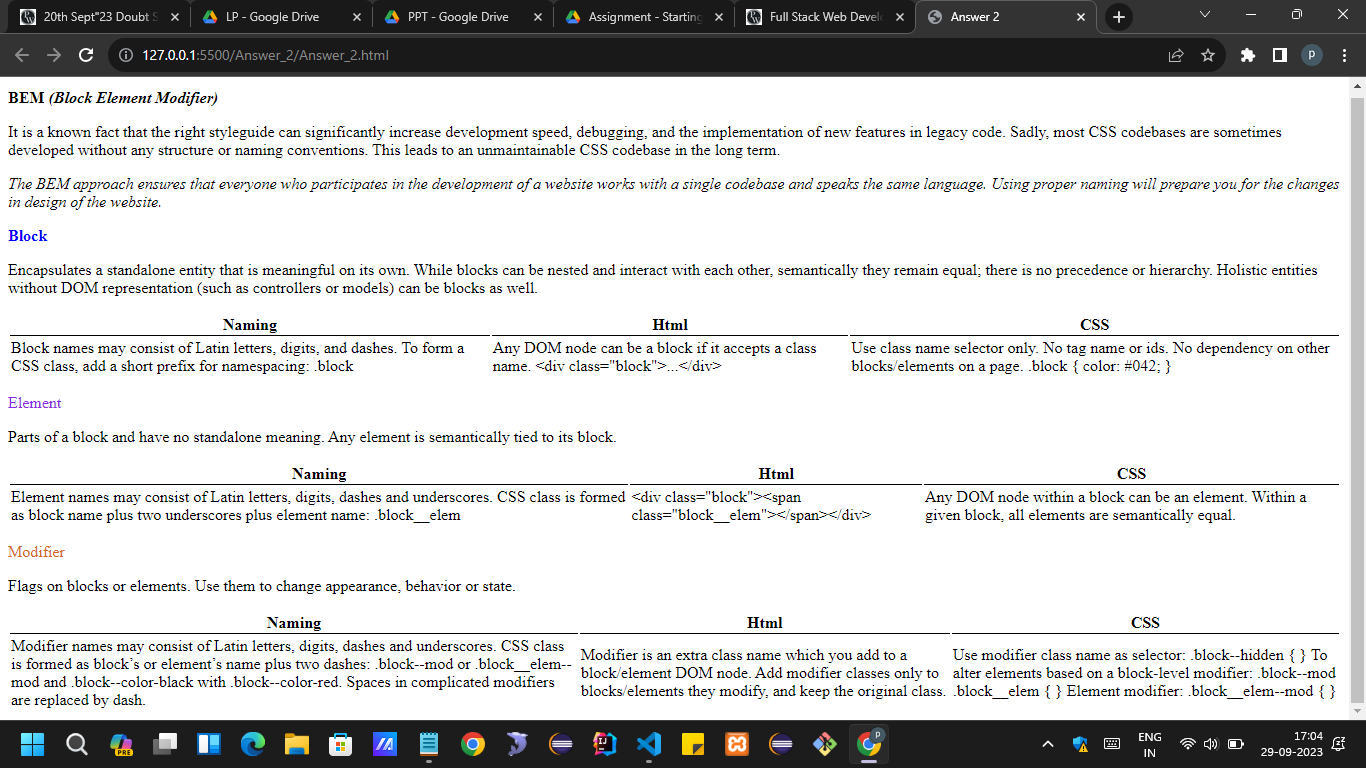 20th Sept"23 Doubt S
LP - Google Drive
PPT - Google Drive
Assignment - Starting
Full Stack Web Devel
Answer 2
127.0.0.1:5500/Answer_2/Answer_2.html
p
BEM (Block Element Modifier)
It is a known fact that the right styleguide can significantly increase development speed, debugging, and the implementation of new features in legacy code. Sadly, most CSS codebases are sometimes
developed without any structure or naming conventions. This leads to an unmaintainable CSS codebase in the long term.
The BEM approach ensures that everyone who participates in the development of a website works with a single codebase and speaks the same language. Using proper naming will prepare you for the changes
in design of the website.
Block
Encapsulates a standalone entity that is meaningful on its own. While blocks can be nested and interact with each other, semantically they remain equal; there is no precedence or hierarchy. Holistic entities
without DOM representation (such as controllers or models) can be blocks as well.
Naming
Html
CSS
Block names may consist of Latin letters, digits, and dashes. To form a
CSS class, add a short prefix for namespacing: .block
Any DOM node can be a block if it accepts a class
name. <div class="block">...</div>
Use class name selector only. No tag name or ids. No dependency on other
blocks/elements on a page. .block { color: #042; }
Element
Parts of a block and have no standalone meaning. Any element is semantically tied to its block.
Naming
Html
CSS
Element names may consist of Latin letters, digits, dashes and underscores. CSS class is formed
as block name plus two underscores plus element name: .block__elem
<div class="block"><span
class="block__elem"></span></div>
Any DOM node within a block can be an element. Within a
given block, all elements are semantically equal.
Modifier
Flags on blocks or elements. Use them to change appearance, behavior or state.
Naming
Html
CSS
Modifier names may consist of Latin letters, digits, dashes and underscores. CSS class
is formed as block’s or element’s name plus two dashes: .block--mod or .block__elem--
mod and .block--color-black with .block--color-red. Spaces in complicated modifiers
are replaced by dash.
Modifier is an extra class name which you add to a
block/element DOM node. Add modifier classes only to
blocks/elements they modify, and keep the original class.
Use modifier class name as selector: .block--hidden { } To
alter elements based on a block-level modifier: .block--mod
.block__elem { } Element modifier: .block__elem--mod { }
PRE
ENG
IN
17:04
29-09-2023